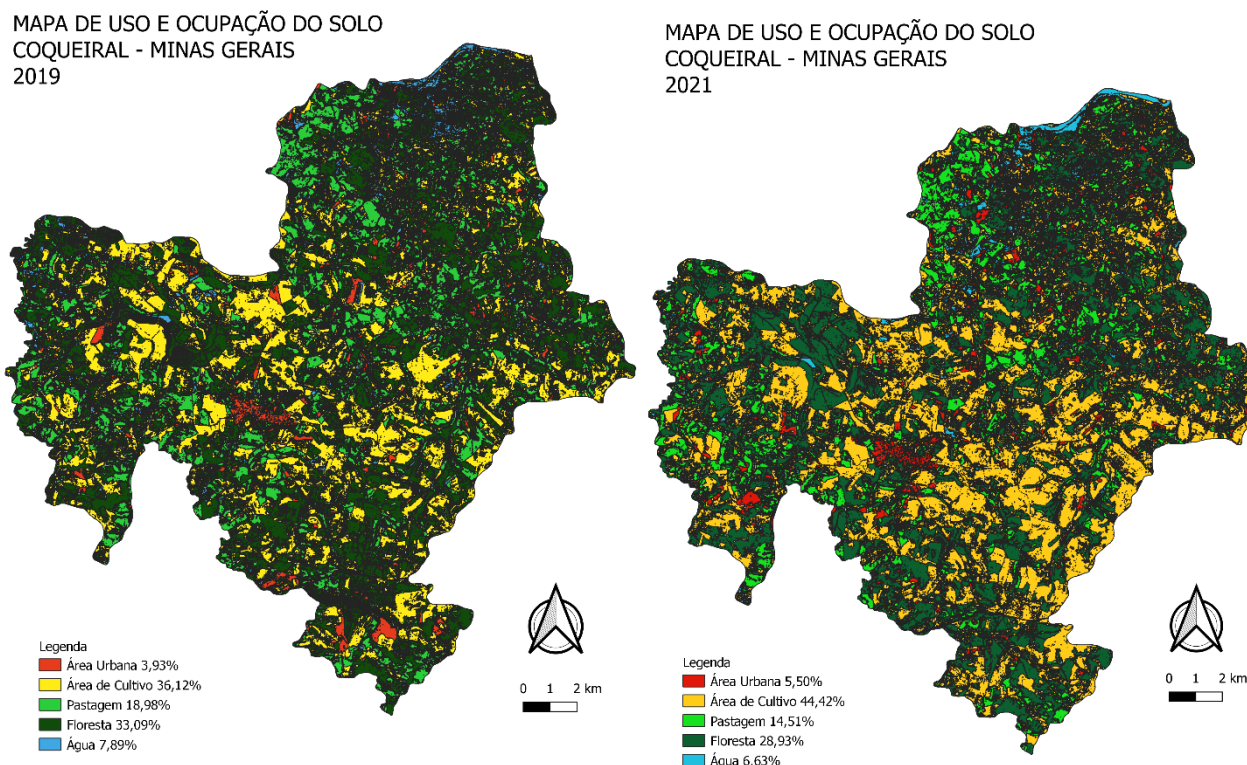 MAPA DE USO E OCUPAÇÃO DO SOLO
COQUEIRAL - MINAS GERAIS
2019
Legenda
Área Urbana 3,93%
Área de Cultivo 36,12%
Pastagem 18,98%
Floresta 33,09%
Água 7,89%
0 1 2 km
MAPA DE USO E OCUPAÇÃO DO SOLO
COQUEIRAL - MINAS GERAIS
2021
Legenda
Área Urbana 5,50%
Área de Cultivo 44,42%
Pastagem 14,51%
Floresta 28,93%
Água 6,63%
0 1 2 km